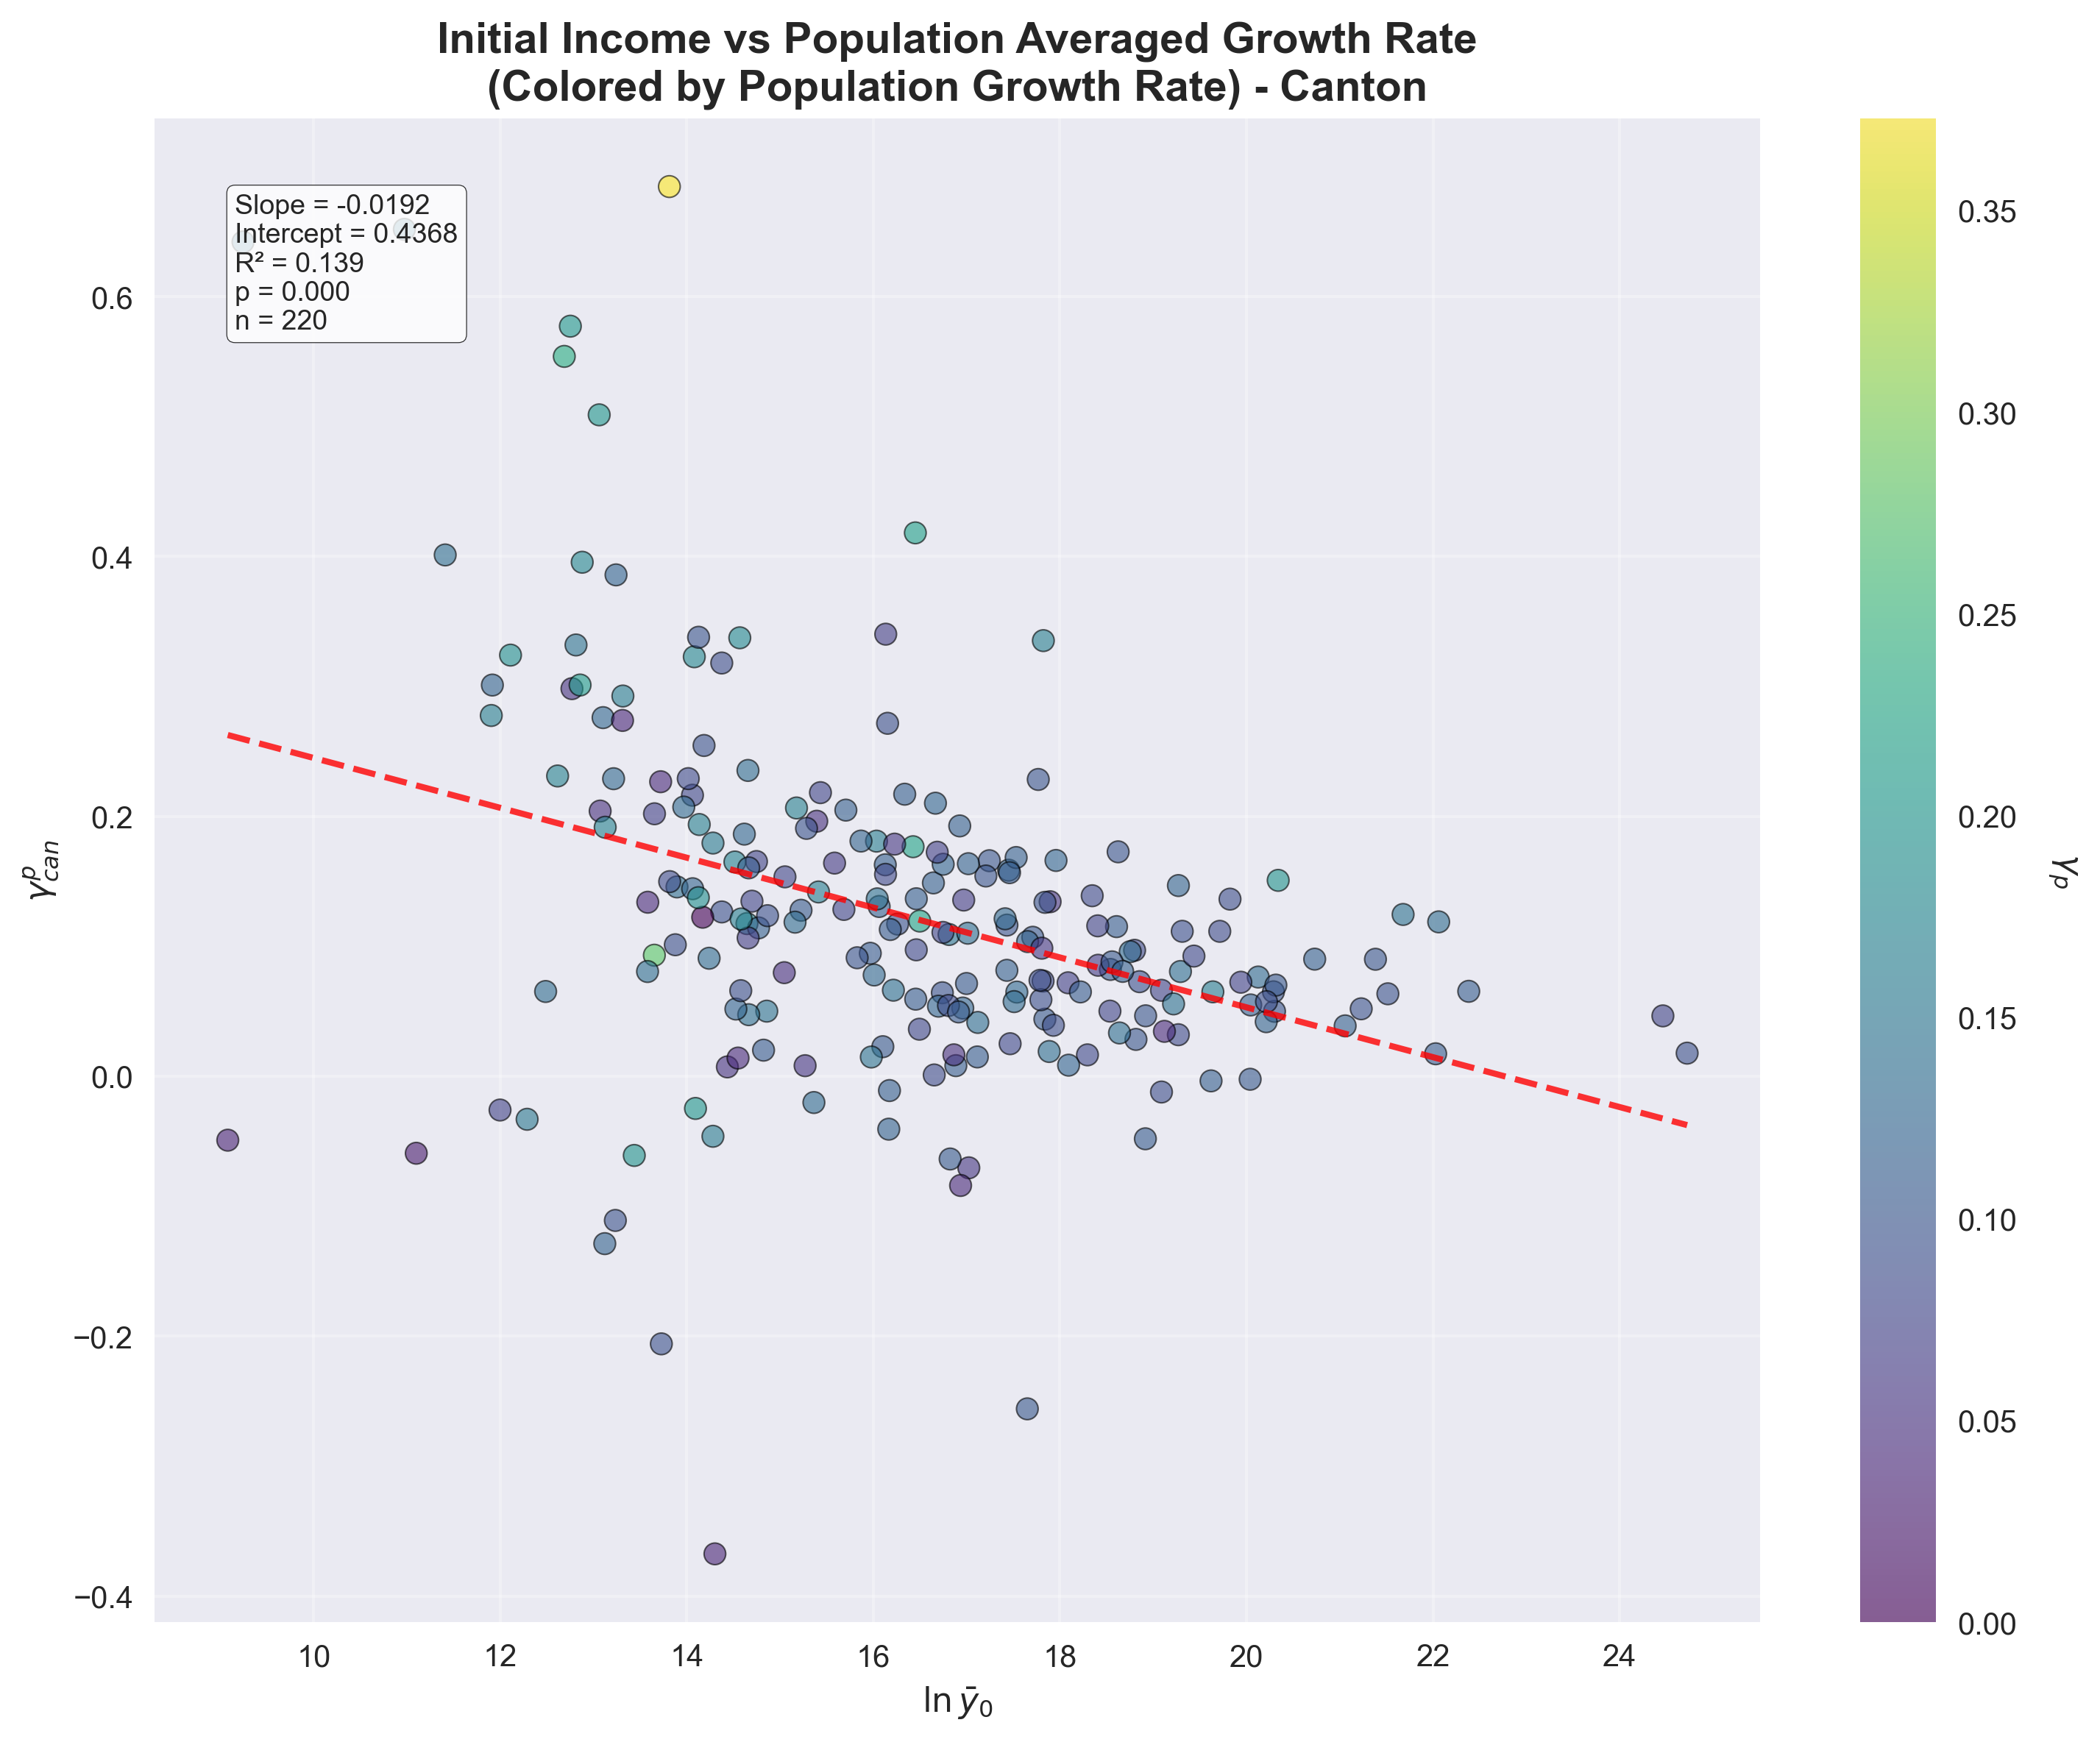 Initial Income vs Population Averaged Growth Rate
(Colored by Population Growth Rate) - Canton
Slope = -0.0192
Intercept = 0.4368
R² = 0.139
p = 0.000
n = 220
0.6
0.4
0.2
0.0
−0.2
−0.4
γ^p_can
10 12 14 16 18 20 22 24
ln ȳ₀
0.35
0.30
0.25
0.20
0.15
0.10
0.05
0.00
γ_p